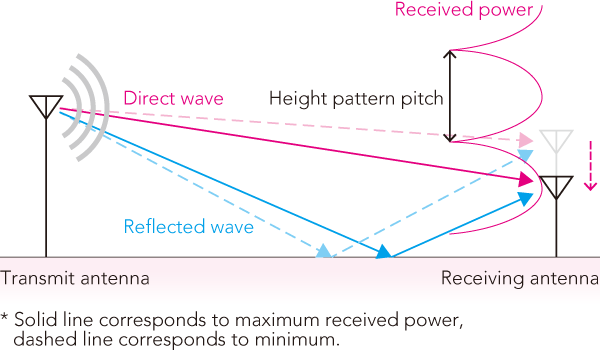 Received power
Direct wave
Height pattern pitch
Reflected wave
Transmit antenna
Receiving antenna
* Solid line corresponds to maximum received power,
dashed line corresponds to minimum.